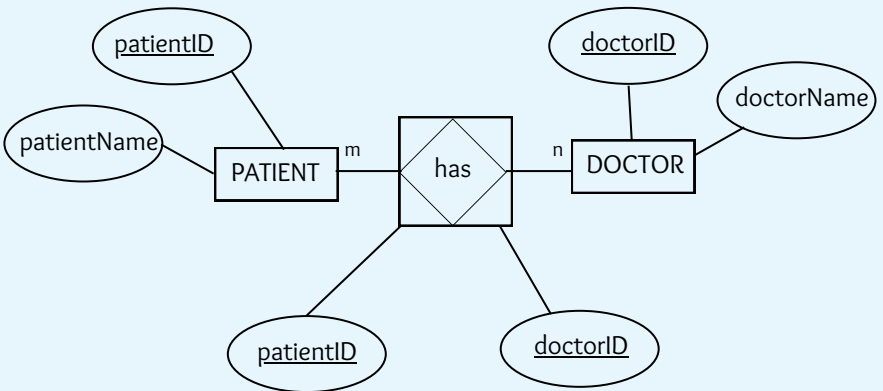 patientID
doctorID
doctorName
patientName
m
n
PATIENT
has
DOCTOR
patientID
doctorID